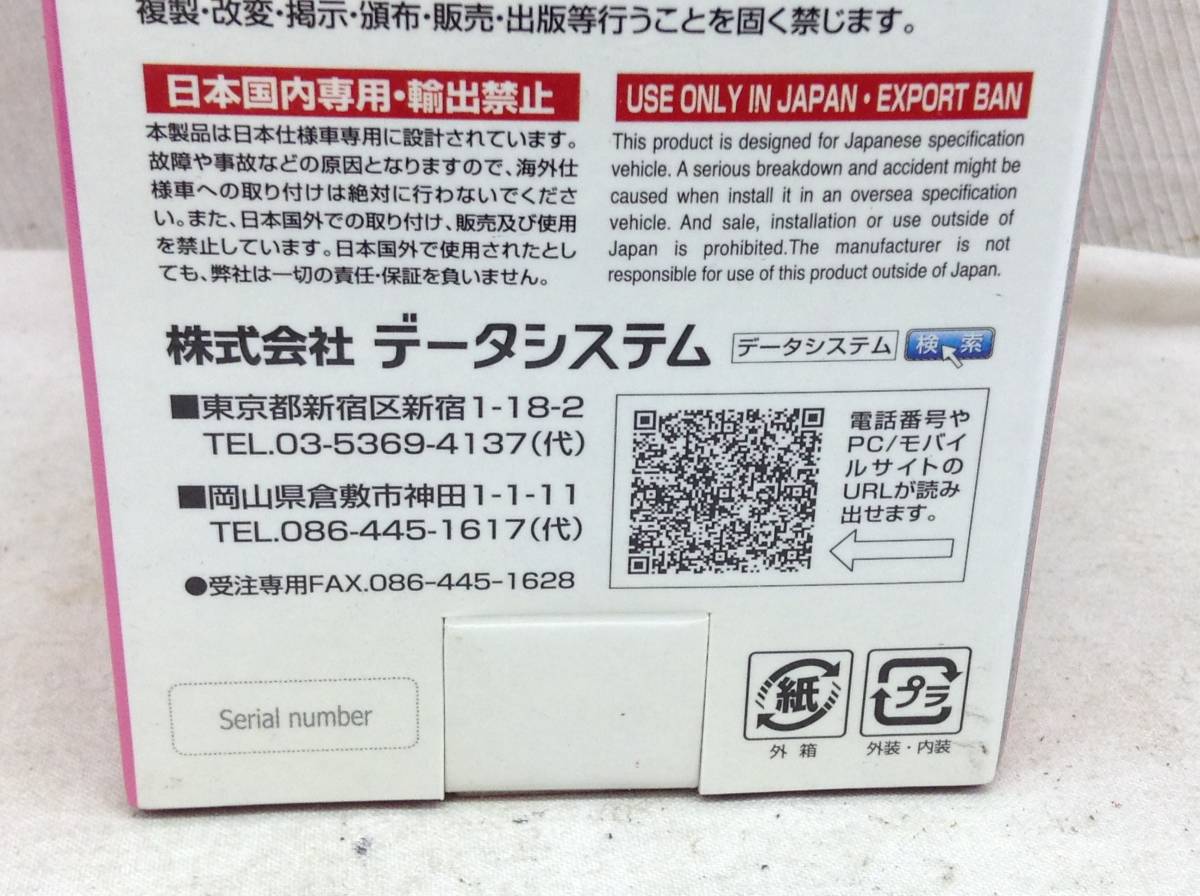 複製・改変・掲示・頒布・販売・出版等行うことを固く禁じます。
日本国内専用・輸出禁止
本製品は日本仕様車専用に設計されています。
故障や事故などの原因となりますので、海外仕
様車への取り付けは絶対に行わないでくださ
い。また、日本国外での取り付け、販売及び使用
を禁止しています。日本国外で使用されたとし
ても、弊社は一切の責任・保証を負いません。
USE ONLY IN JAPAN・EXPORT BAN
This product is designed for Japanese specification
vehicle. A serious breakdown and accident might be
caused when install it in an oversea specification
vehicle. And sale, installation or use outside of
Japan is prohibited.The manufacturer is not
responsible for use of this product outside of Japan.
株式会社 データシステム
データシステム 検索
■東京都新宿区新宿1-18-2
TEL.03-5369-4137(代)
■岡山県倉敷市神田1-1-11
TEL.086-445-1617(代)
●受注専用FAX.086-445-1628
電話番号や
PC/モバイ
ルサイトの
URLが読み
出せます。
Serial number
紙
外箱
プラ
外装・内装